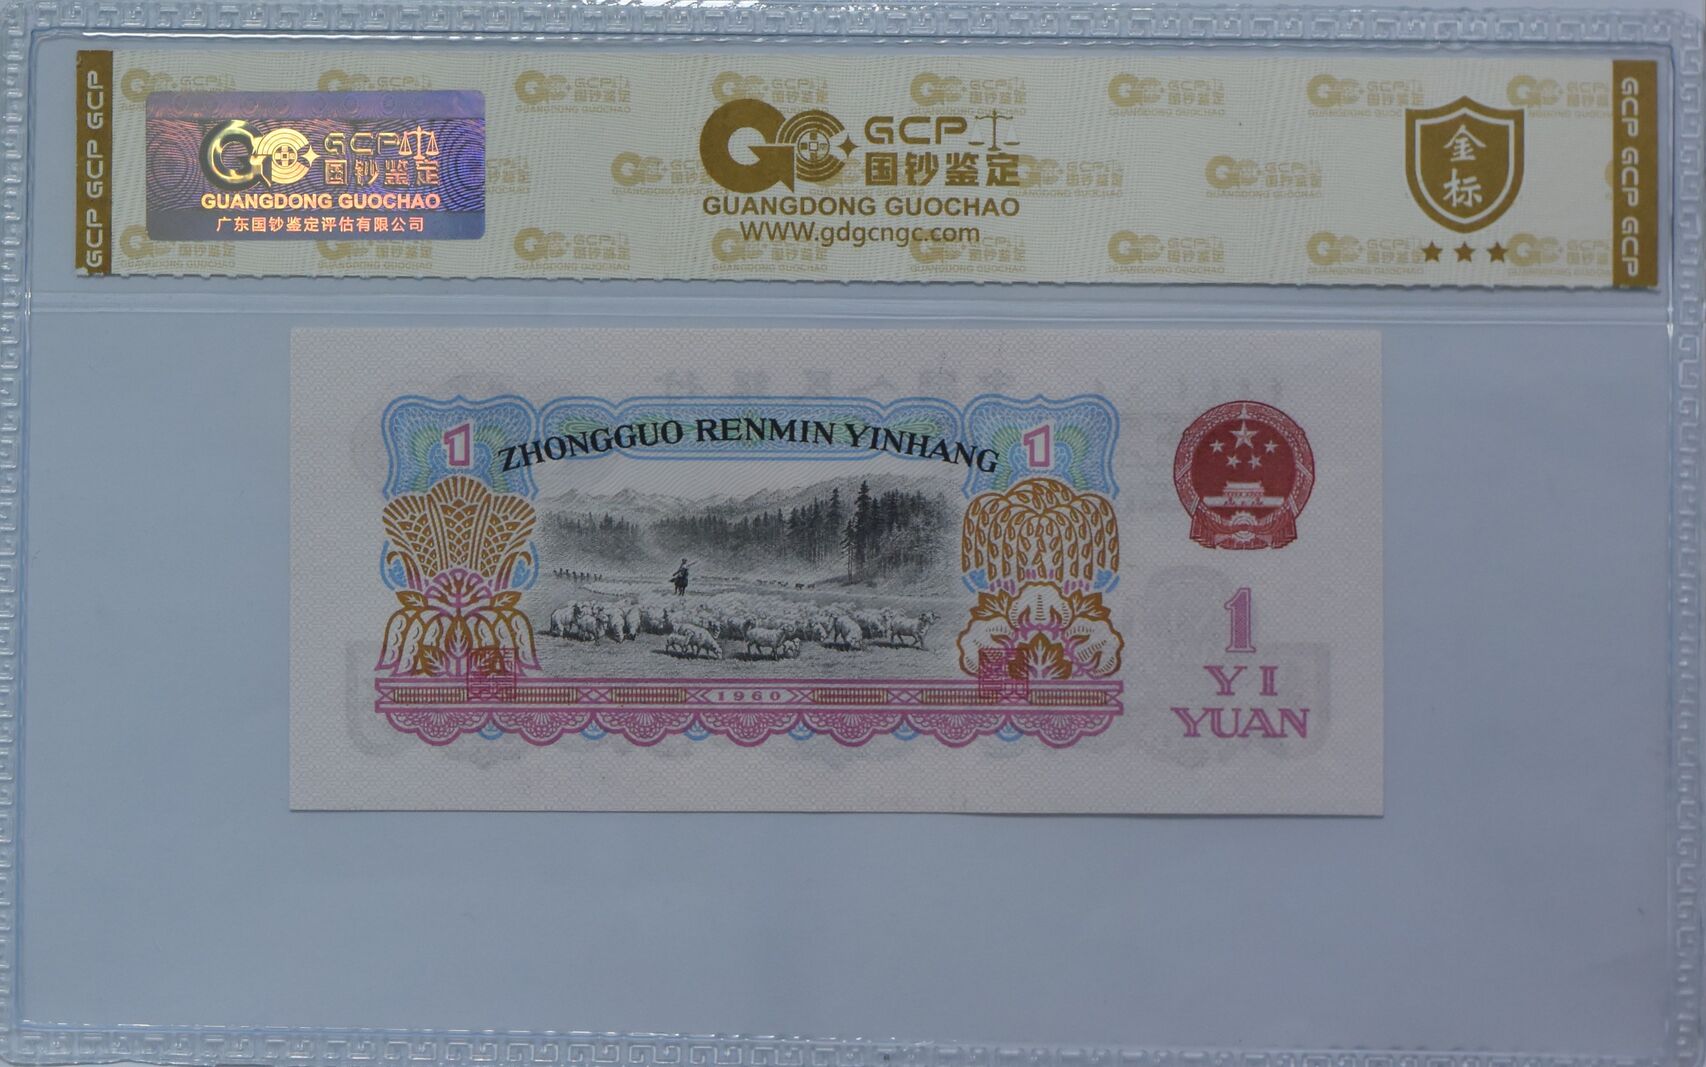 GCP GCP GCP
GCP
国钞鉴定
GUANGDONG GUOCHAO
广东国钞鉴定评估有限公司
GCP
国钞鉴定
GUANGDONG GUOCHAO
WWW.gdgcngc.com
金
标
GCP GCP GCP
1
ZHONGGUO RENMIN YINHANG
1
1960
1
YI
YUAN